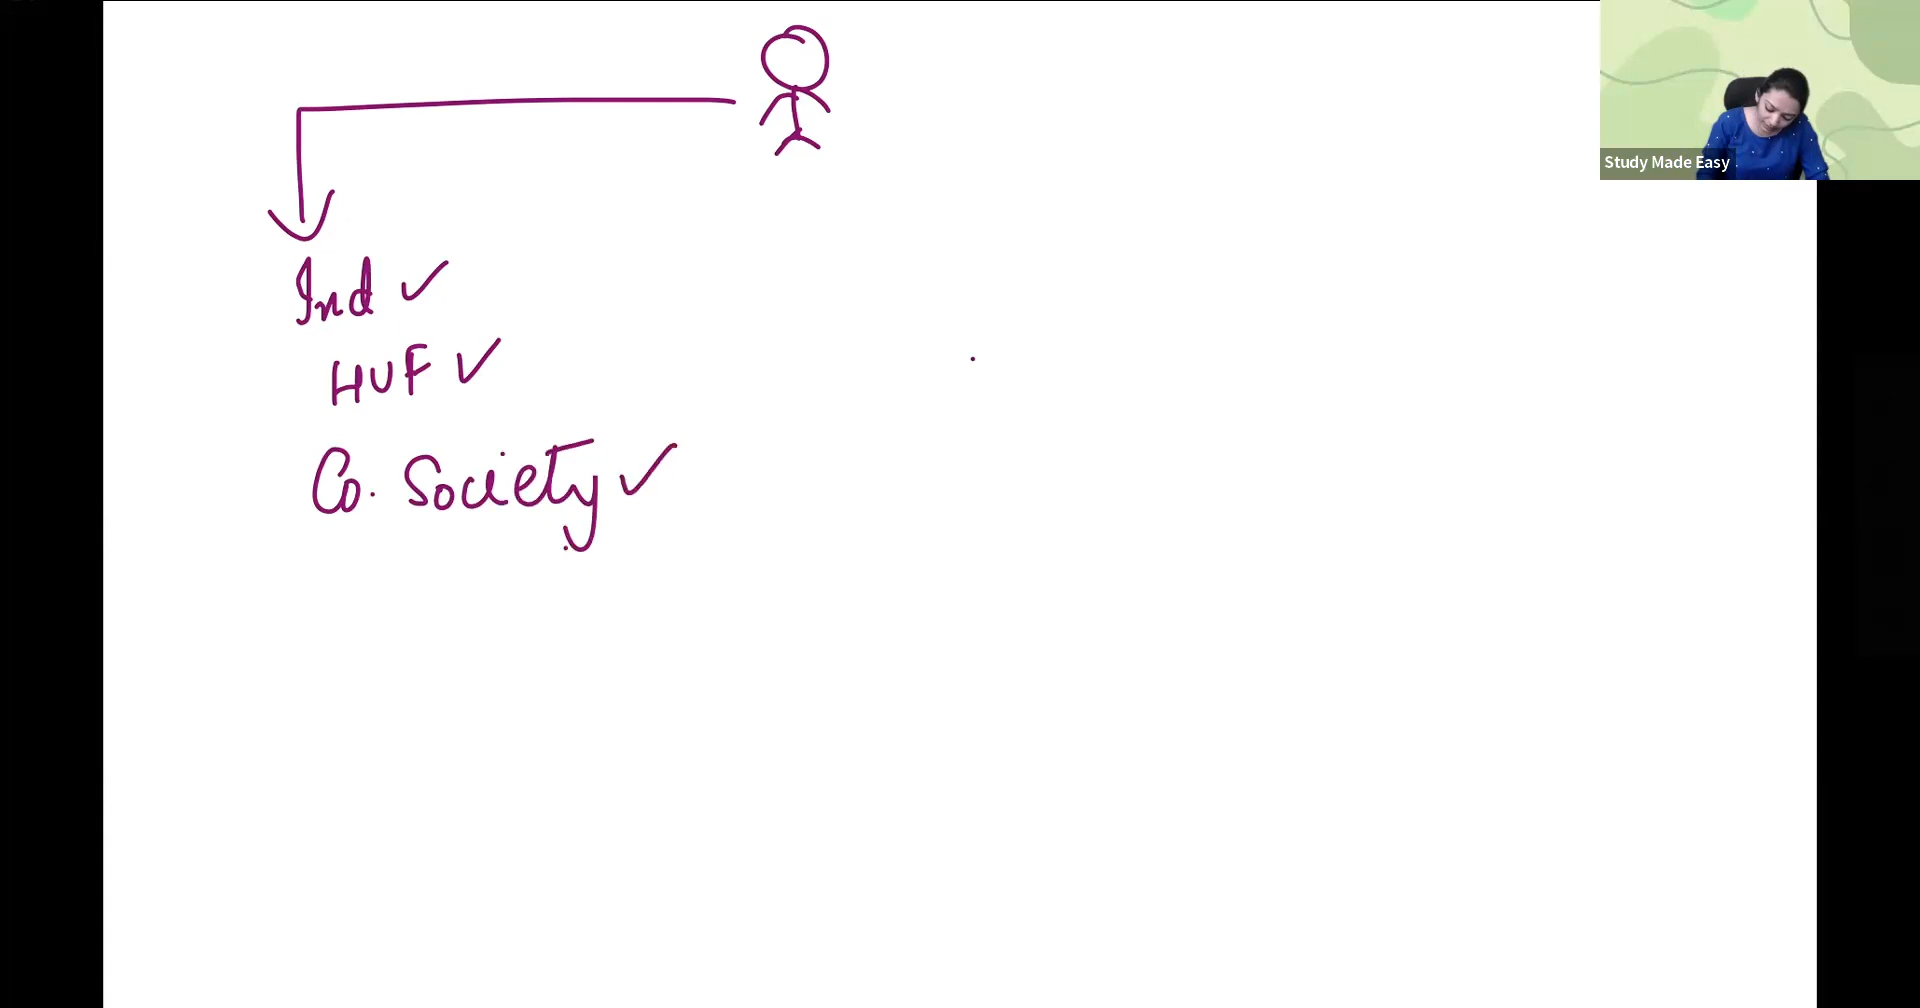 Study Made Easy
Ind ✓
HUF ✓
Co. Society ✓